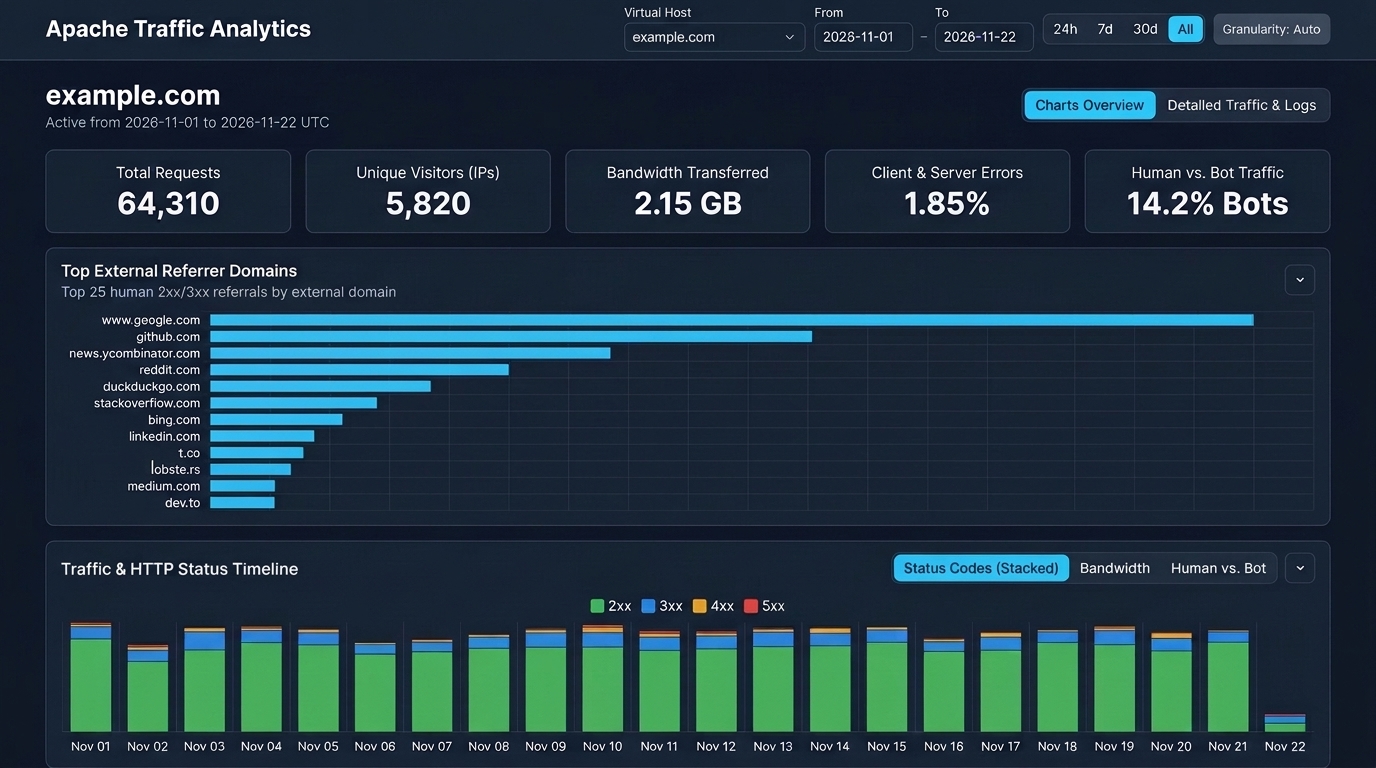 Apache Traffic Analytics
Virtual Host
example.com
From
2028-11-01
–
To
2026-11-22
24h 7d 30d All
Granularity: Auto
example.com
Active from 2026-11-01 to 2026-11-22 UTC
Charts Overview
Detailed Traffic & Logs
Total Requests
64,310
Unique Visitors (IPs)
5,820
Bandwidth Transferred
2.15 GB
Client & Server Errors
1.85%
Human vs. Bot Traffic
14.2% Bots
Top External Referrer Domains
Top 25 human 2xx/3xx referrals by external domain
www.geogle.com
github.com
news.ycombinator.com
reddit.com
duckduckgo.com
stackoverfiow.com
bing.com
linkedin.com
t.co
lobste.rs
medium.com
dev.to
Traffic & HTTP Status Timeline
Status Codes (Stacked) Bandwidth Human vs. Bot
2xx 3xx 4xx 5xx
Nov 01 Nov 02 Nov 03 Nov 04 Nov 05 Nov 06 Nov 07 Nov 08 Nov 09 Nov 10 Nov 11 Nov 12 Nov 13 Nov 14 Nov 15 Nov 16 Nov 17 Nov 18 Nov 19 Nov 20 Nov 21 Nov 22